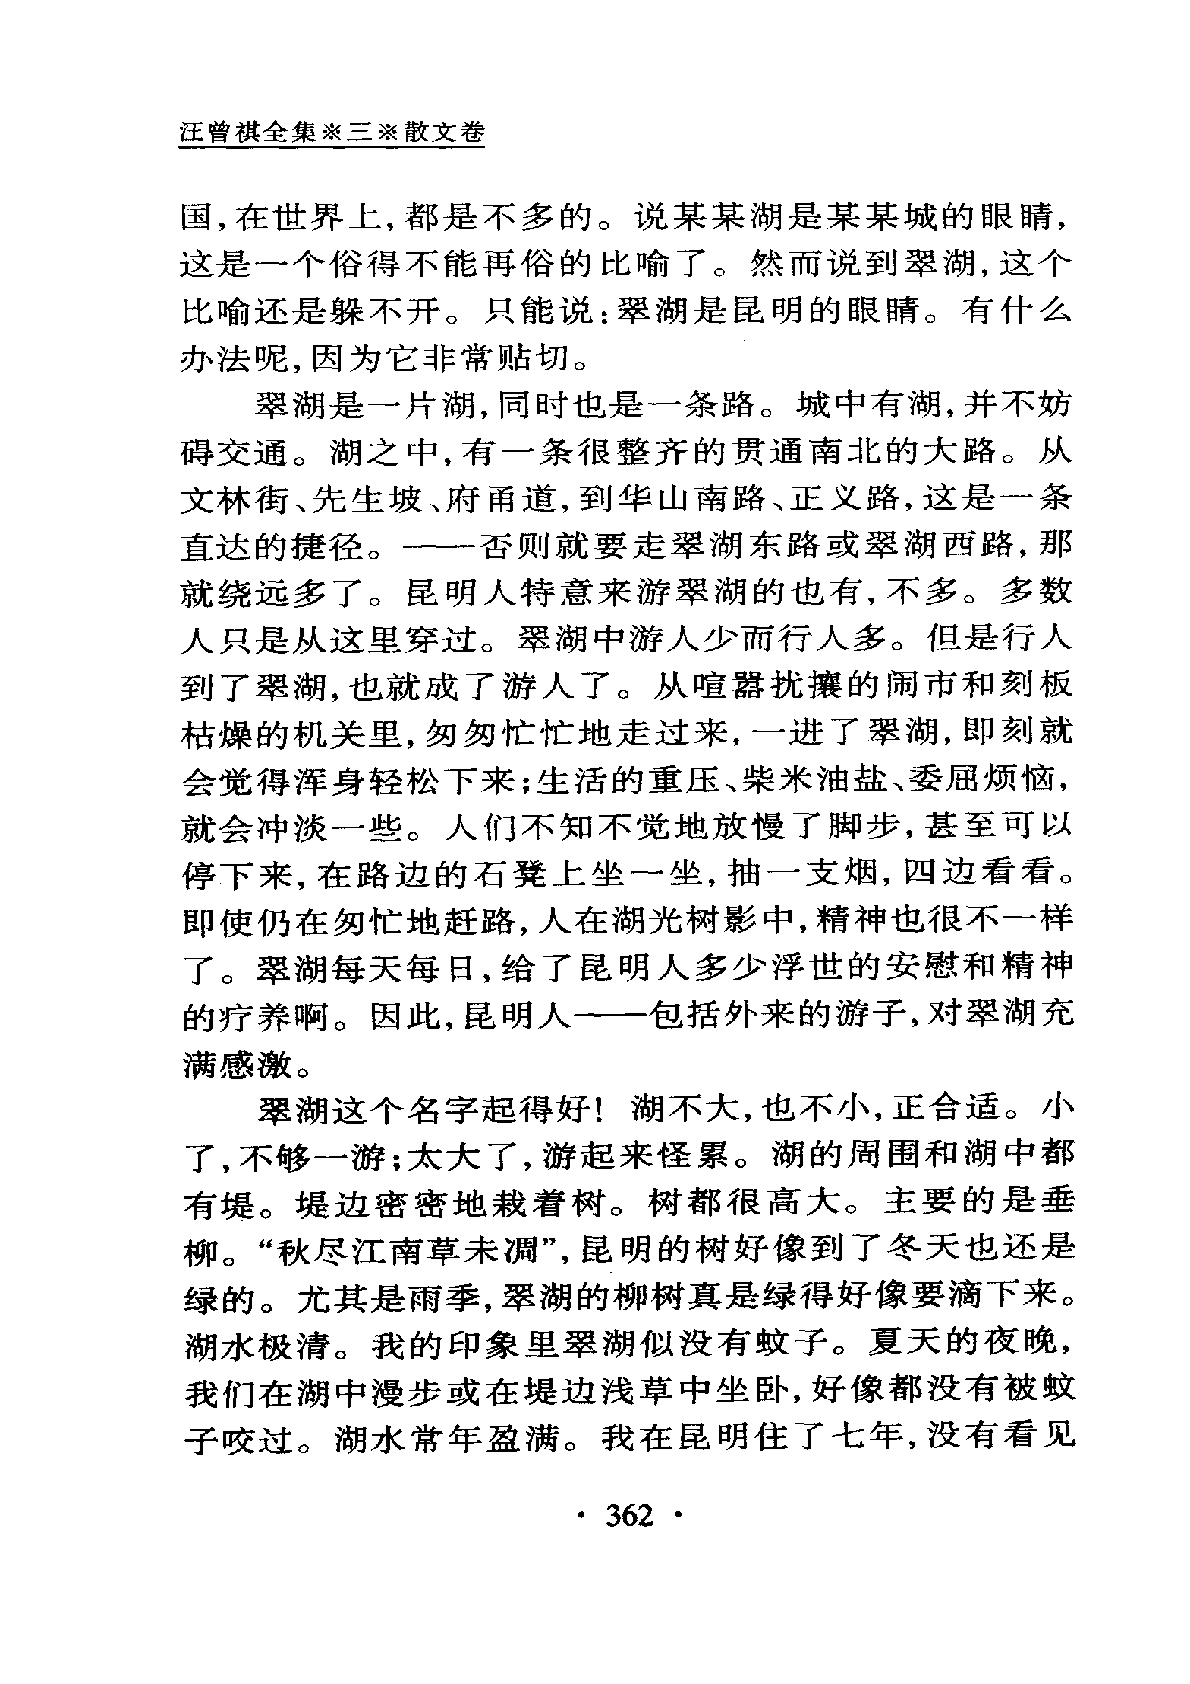 汪曾祺全集※三※散文卷
国,在世界上,都是不多的。说某某湖是某某城的眼睛,
这是一个俗得不能再俗的比喻了。然而说到翠湖,这个
比喻还是躲不开。只能说:翠湖是昆明的眼睛。有什么
办法呢,因为它非常贴切。
翠湖是一片湖,同时也是一条路。城中有湖,并不妨
碍交通。湖之中,有一条很整齐的贯通南北的大路。从
文林街、先生坡、府甬道,到华山南路、正义路,这是一条
直达的捷径。——否则就要走翠湖东路或翠湖西路,那
就绕远多了。昆明人特意来游翠湖的也有,不多。多数
人只是从这里穿过。翠湖中游人少而行人多。但是行人
到了翠湖,也就成了游人了。从喧嚣扰攘的闹市和刻板
枯燥的机关里,匆匆忙忙地走过来,一进了翠湖,即刻就
会觉得浑身轻松下来;生活的重压、柴米油盐、委屈烦恼,
就会冲淡一些。人们不知不觉地放慢了脚步,甚至可以
停下来,在路边的石凳上坐一坐,抽一支烟,四边看看。
即使仍在匆忙地赶路,人在湖光树影中,精神也很不一样
了。翠湖每天每日,给了昆明人多少浮世的安慰和精神
的疗养啊。因此,昆明人——包括外来的游子,对翠湖充
满感激。
翠湖这个名字起得好!湖不大,也不小,正合适。小
了,不够一游;太大了,游起来怪累。湖的周围和湖中都
有堤。堤边密密地栽着树。树都很高大。主要的是垂
柳。“秋尽江南草未凋”,昆明的树好像到了冬天也还是
绿的。尤其是雨季,翠湖的柳树真是绿得好像要滴下来。
湖水极清。我的印象里翠湖似没有蚊子。夏天的夜晚,
我们在湖中漫步或在堤边浅草中坐卧,好像都没有被蚊
子咬过。湖水常年盈满。我在昆明住了七年,没有看见
· 362 ·